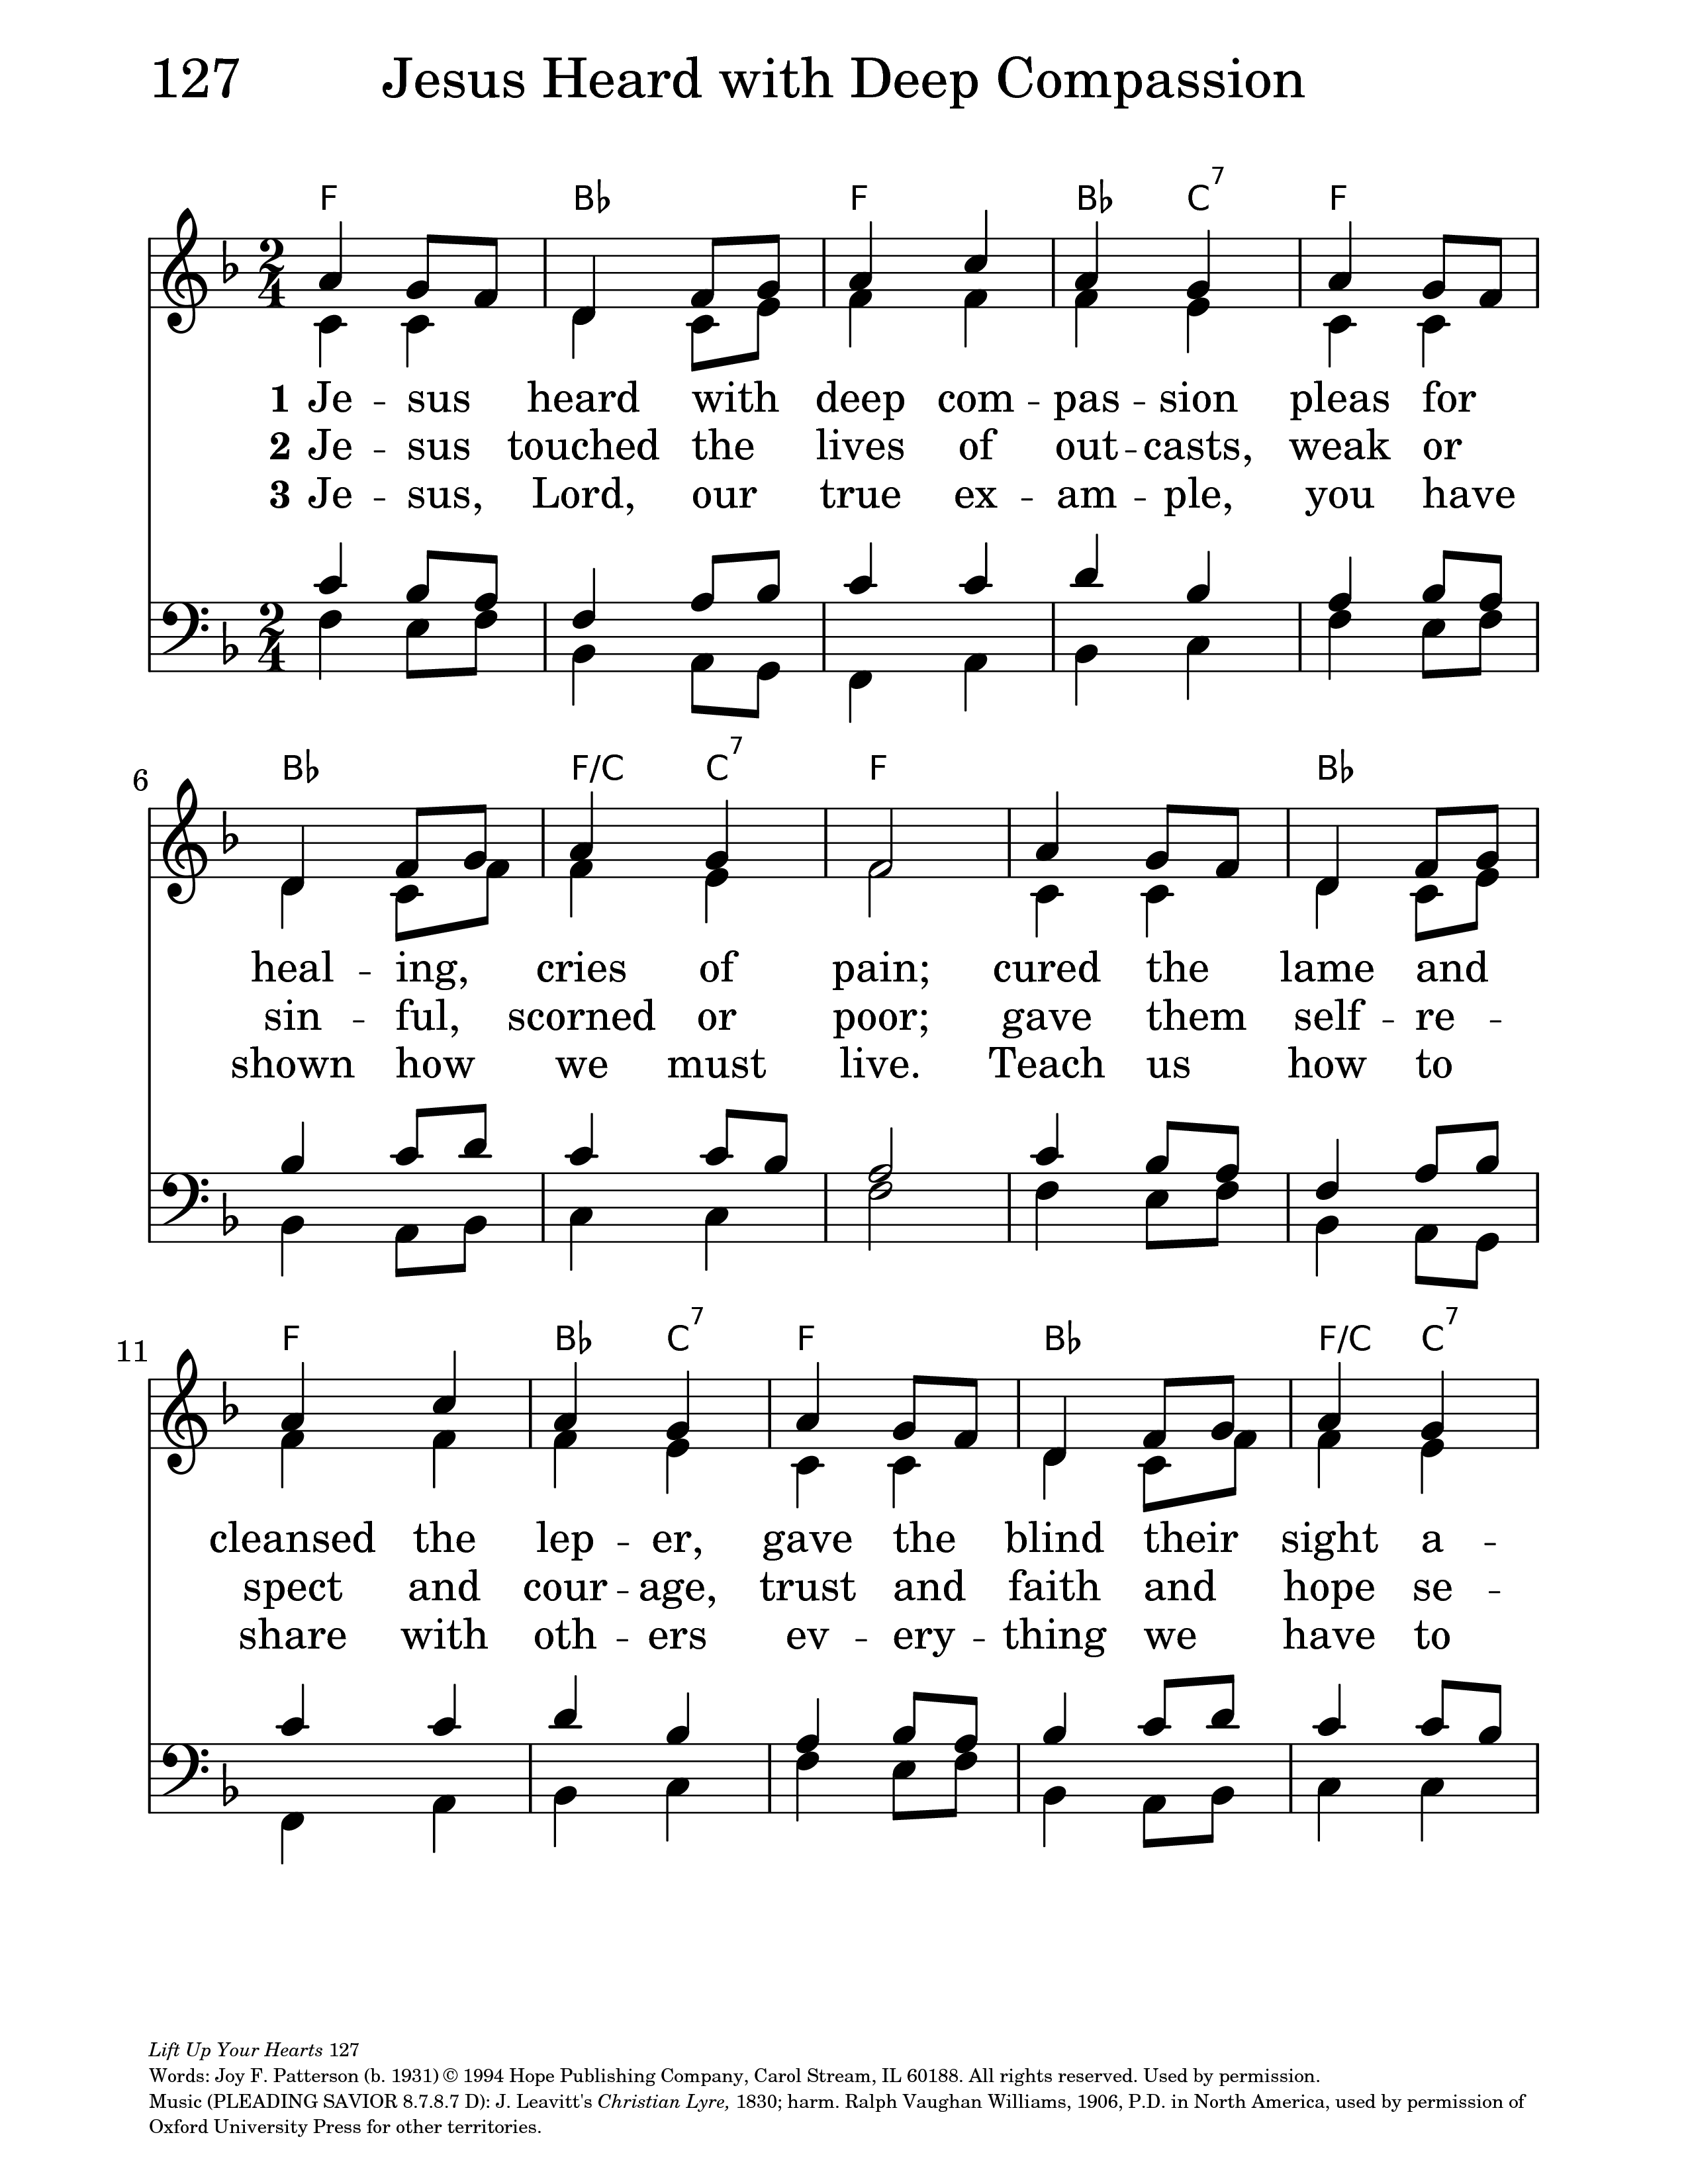 127 Jesus Heard with Deep Compassion
F B♭ F B♭ C7 F
2 4
1 Je - sus heard with deep com - pas - sion pleas for
2 Je - sus touched the lives of out - casts, weak or
3 Je - sus, Lord, our true ex - am - ple, you have
2 4
6 B♭ F/C C7 F B♭
heal - ing, cries of pain; cured the lame and
sin - ful, scorned or poor; gave them self - re -
shown how we must live. Teach us how to
11 F B♭ C7 F B♭ F/C C7
cleansed the lep - er, gave the blind their sight a -
spect and cour - age, trust and faith and hope se -
share with oth - ers ev - ery - thing we have to
Lift Up Your Hearts 127
Words: Joy F. Patterson (b. 1931) © 1994 Hope Publishing Company, Carol Stream, IL 60188. All rights reserved. Used by permission.
Music (PLEADING SAVIOR 8.7.8.7 D): J. Leavitt's Christian Lyre, 1830; harm. Ralph Vaughan Williams, 1906, P.D. in North America, used by permission of
Oxford University Press for other territories.